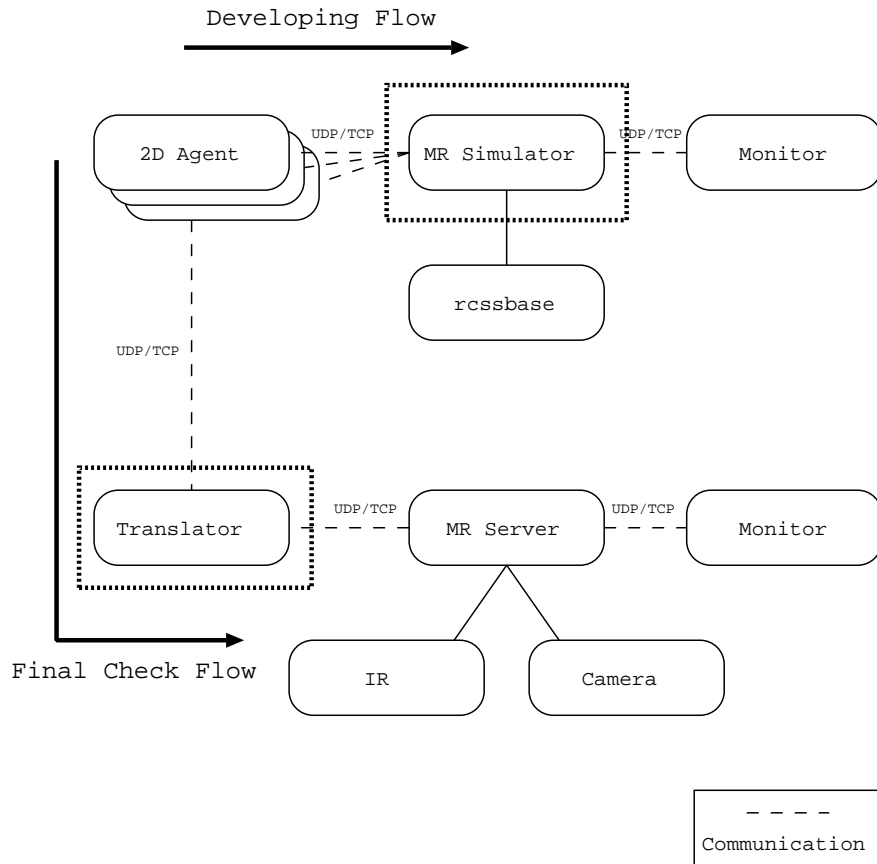 Developing Flow
UDP/TCP
UDP/TCP
2D Agent
MR Simulator
Monitor
rcssbase
UDP/TCP
UDP/TCP
UDP/TCP
Translator
MR Server
Monitor
Final Check Flow
IR
Camera
Communication